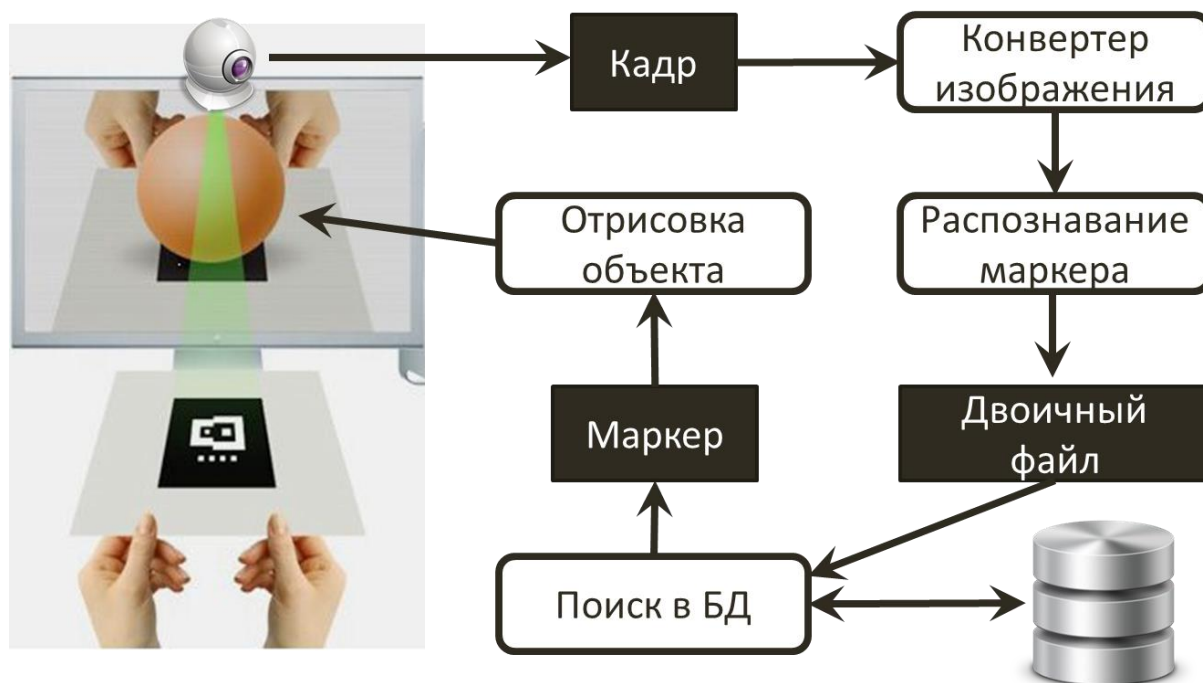 Кадр
Конвертер
изображения
Отрисовка
объекта
Распознавание
маркера
Маркер
Двоичный
файл
Поиск в БД